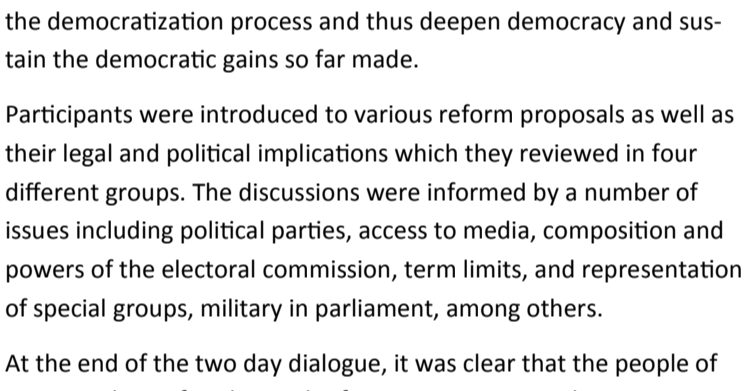 the democratization process and thus deepen democracy and sus-
tain the democratic gains so far made.
Participants were introduced to various reform proposals as well as
their legal and political implications which they reviewed in four
different groups. The discussions were informed by a number of
issues including political parties, access to media, composition and
powers of the electoral commission, term limits, and representation
of special groups, military in parliament, among others.
At the end of the two day dialogue, it was clear that the people of